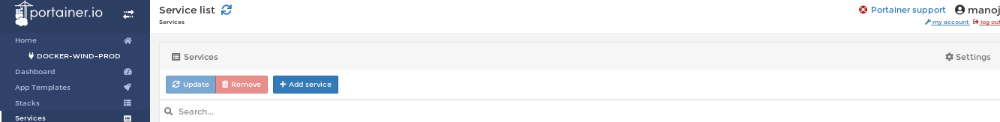 portainer.io
Service list
Portainer support manoj
Services
my account log out
Home
DOCKER-WIND-PROD
Services
Settings
Dashboard
App Templates
Update Remove Add service
Stacks
Search...
Services